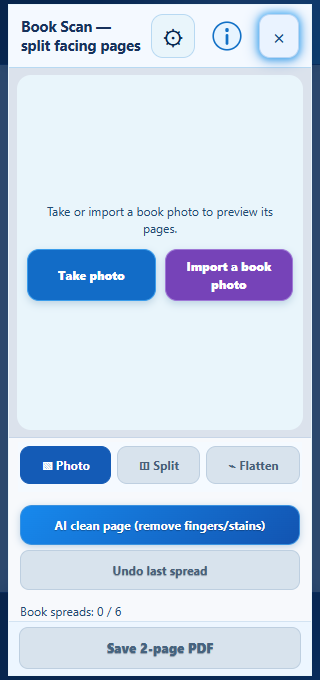 Book Scan —
split facing pages
Take or import a book photo to preview its
pages.
Take photo
Import a book
photo
Photo
Split
Flatten
AI clean page (remove fingers/stains)
Undo last spread
Book spreads: 0 / 6
Save 2-page PDF